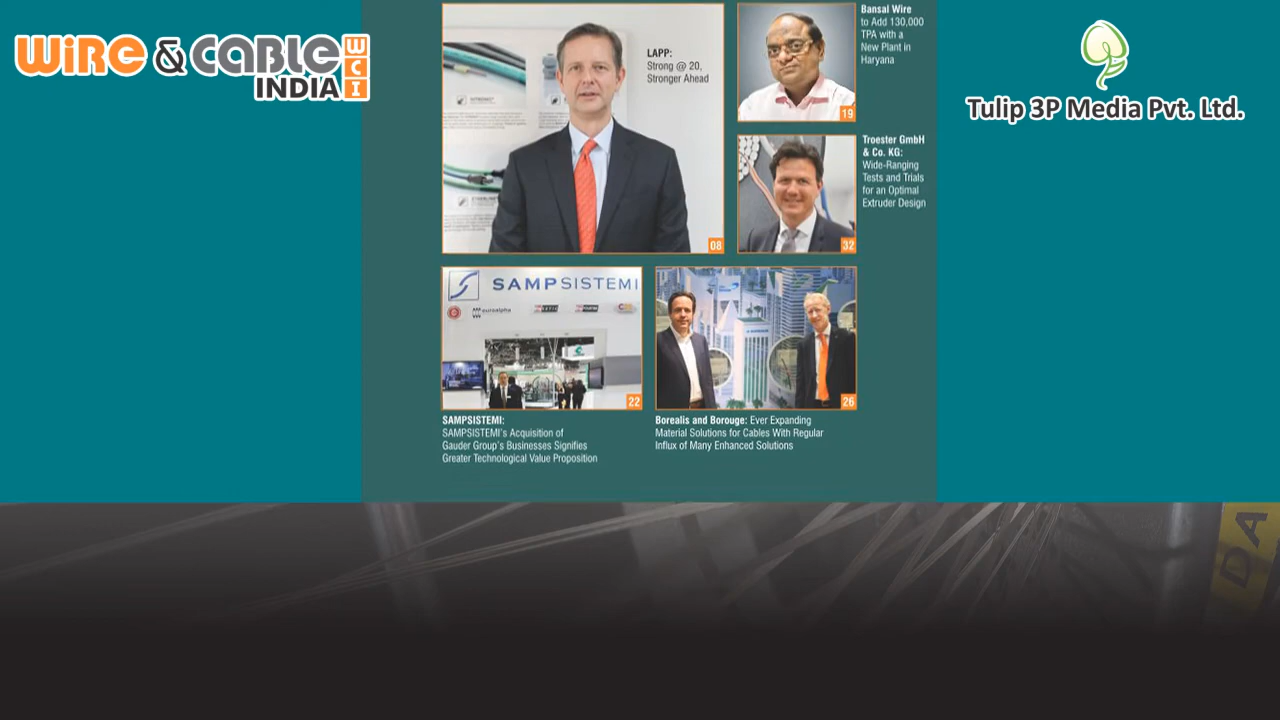 WiRe & CaBLe
INDIA
WCI
Tulip 3P Media Pvt. Ltd.
LAPP:
Strong @ 20,
Stronger Ahead
08
Bansal Wire
to Add 130,000
TPA with a
New Plant in
Haryana
19
Troester GmbH
& Co. KG:
Wide-Ranging
Tests and Trials
for an Optimal
Extruder Design
32
SAMPSISTEMI
euroalpha
22
SAMPSISTEMI:
SAMPSISTEMI's Acquisition of
Gauder Group's Businesses Signifies
Greater Technological Value Proposition
26
Borealis and Borouge: Ever Expanding
Material Solutions for Cables With Regular
Influx of Many Enhanced Solutions
DA